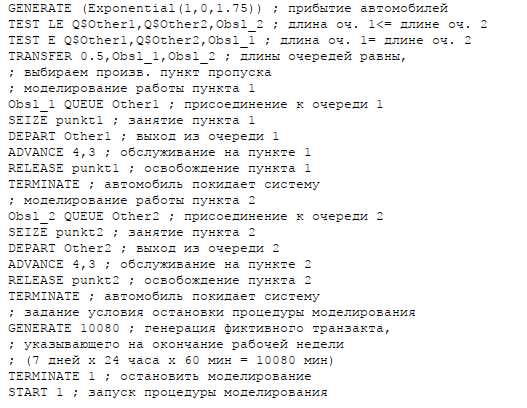 GENERATE (Exponential(1,0,1.75)) ; прибытие автомобилей
TEST LE Q$Other1,Q$Other2,Obsl_2 ; длина оч. 1<= длине оч. 2
TEST E Q$Other1,Q$Other2,Obsl_1 ; длина оч. 1= длине оч. 2
TRANSFER 0.5,Obsl_1,Obsl_2 ; длины очередей равны,
; выбираем произв. пункт пропуска
; моделирование работы пункта 1
Obsl_1 QUEUE Other1 ; присоединение к очереди 1
SEIZE punkt1 ; занятие пункта 1
DEPART Other1 ; выход из очереди 1
ADVANCE 4,3 ; обслуживание на пункте 1
RELEASE punkt1 ; освобождение пункта 1
TERMINATE ; автомобиль покидает систему
; моделирование работы пункта 2
Obsl_2 QUEUE Other2 ; присоединение к очереди 2
SEIZE punkt2 ; занятие пункта 2
DEPART Other2 ; выход из очереди 2
ADVANCE 4,3 ; обслуживание на пункте 2
RELEASE punkt2 ; освобождение пункта 2
TERMINATE ; автомобиль покидает систему
; задание условия остановки процедуры моделирования
GENERATE 10080 ; генерация фиктивного транзакта,
; указывающего на окончание рабочей недели
; (7 дней x 24 часа x 60 мин = 10080 мин)
TERMINATE 1 ; остановить моделирование
START 1 ; запуск процедуры моделирования